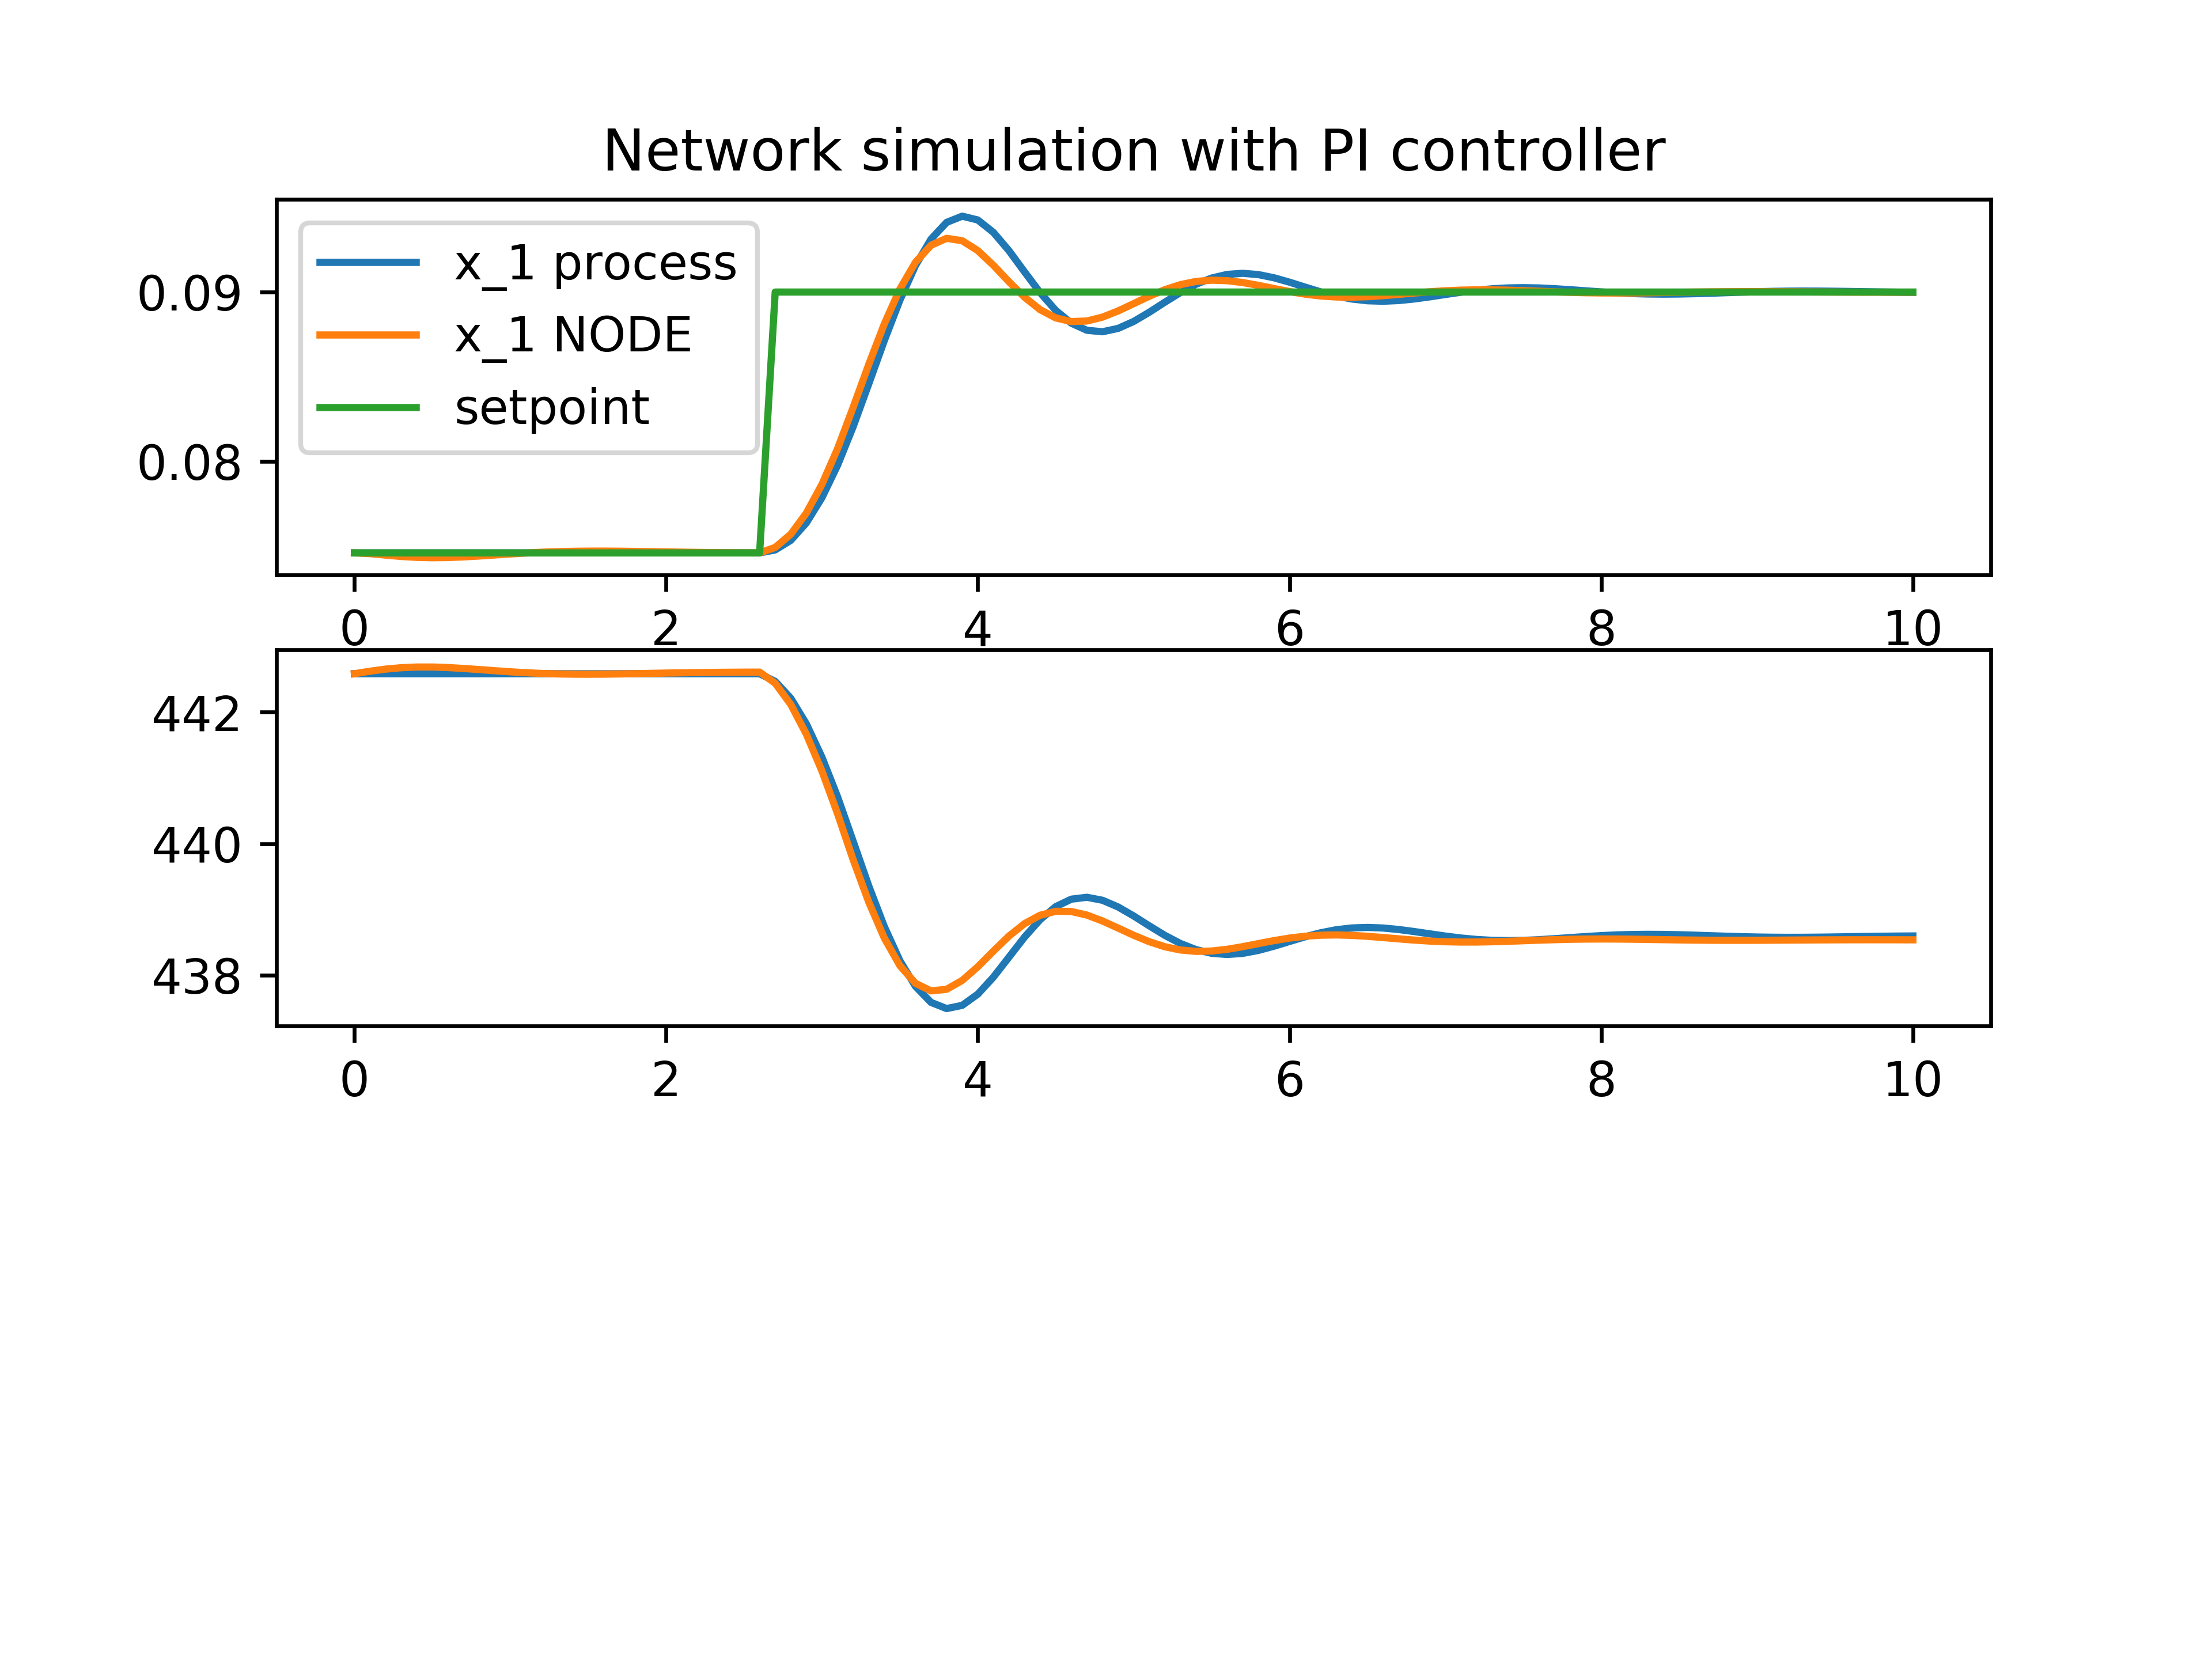 Network simulation with PI controller
x_1 process
x_1 NODE
setpoint
0.09
0.08
0 2 4 6 8 10
442
440
438
0 2 4 6 8 10